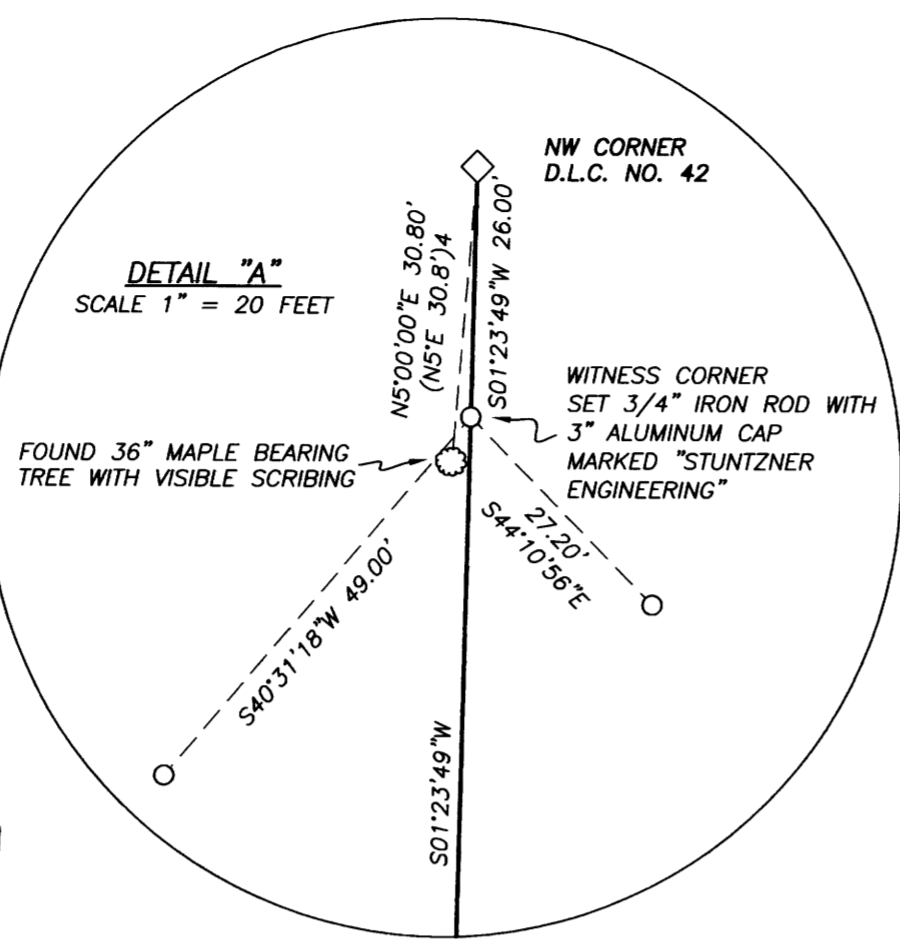 NW CORNER
D.L.C. NO. 42
DETAIL "A"
SCALE 1" = 20 FEET
N5°00'00"E 30.80'
(N5°E 30.8')4
S01°23'49"W 26.00'
WITNESS CORNER
SET 3/4" IRON ROD WITH
3" ALUMINUM CAP
MARKED "STUNTZNER
ENGINEERING"
FOUND 36" MAPLE BEARING
TREE WITH VISIBLE SCRIBING
27.20'
S44°10'56"E
S40°31'18"W 49.00'
S01°23'49"W